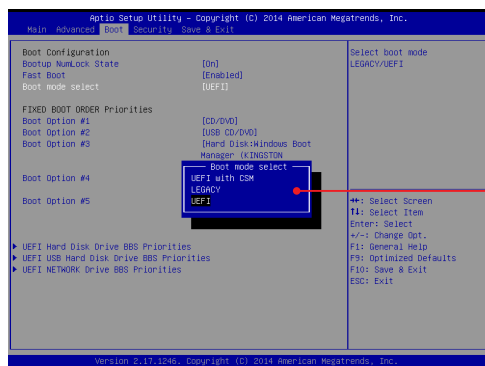 Aptio Setup Utility – Copyright (C) 2014 American Megatrends, Inc.
Main Advanced Boot Security Save & Exit
Boot Configuration
Bootup NumLock State [On]
Fast Boot [Enabled]
Boot mode select [UEFI]
FIXED BOOT ORDER Priorities
Boot Option #1 [CD/DVD]
Boot Option #2 [USB CD/DVD]
Boot Option #3 [Hard Disk:Windows Boot
Manager (KINGSTON
Boot mode select
UEFI with CSM
Boot Option #4
LEGACY
UEFI
Boot Option #5
▶ UEFI Hard Disk Drive BBS Priorities
▶ UEFI USB Hard Disk Drive BBS Priorities
▶ UEFI NETWORK Drive BBS Priorities
Select boot mode
LEGACY/UEFI
↔: Select Screen
↑↓: Select Item
Enter: Select
+/-: Change Opt.
F1: General Help
F9: Optimized Defaults
F10: Save & Exit
ESC: Exit
Version 2.17.1246. Copyright (C) 2014 American Megatrends, Inc.